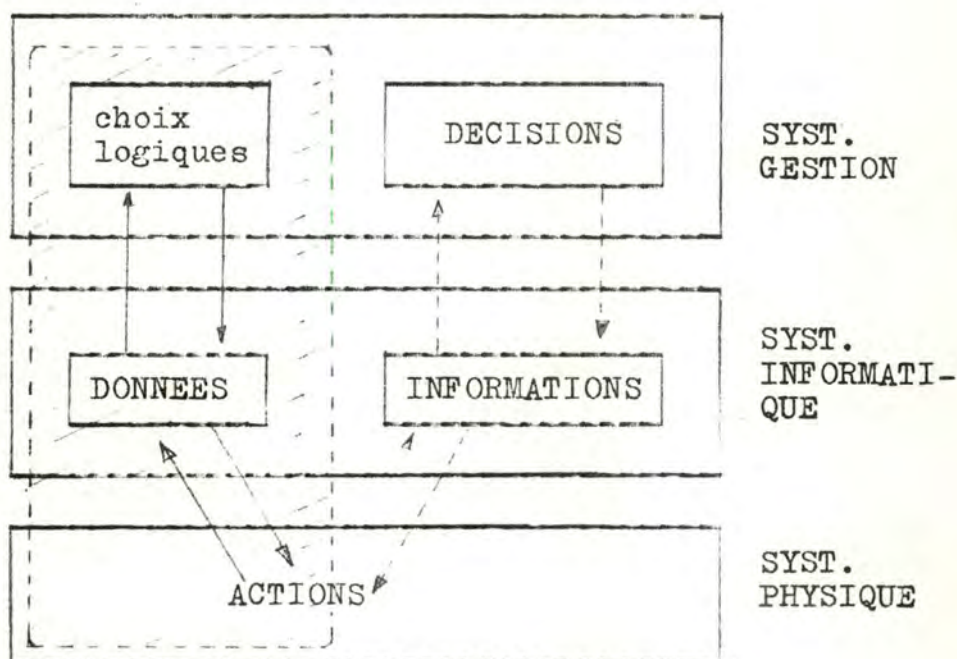 choix
logiques
DECISIONS
SYST.
GESTION
DONNEES
INFORMATIONS
SYST.
INFORMATI-
QUE
ACTIONS
SYST.
PHYSIQUE